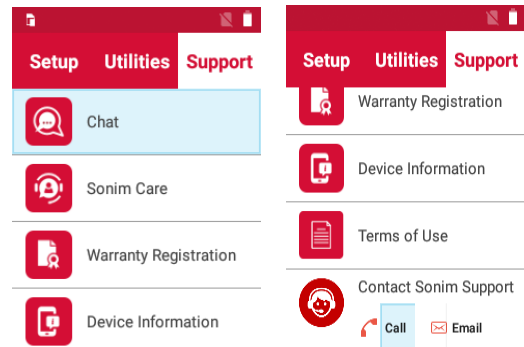 Setup Utilities Support
Chat
Sonim Care
Warranty Registration
Device Information
Setup Utilities Support
Warranty Registration
Device Information
Terms of Use
Contact Sonim Support
Call Email